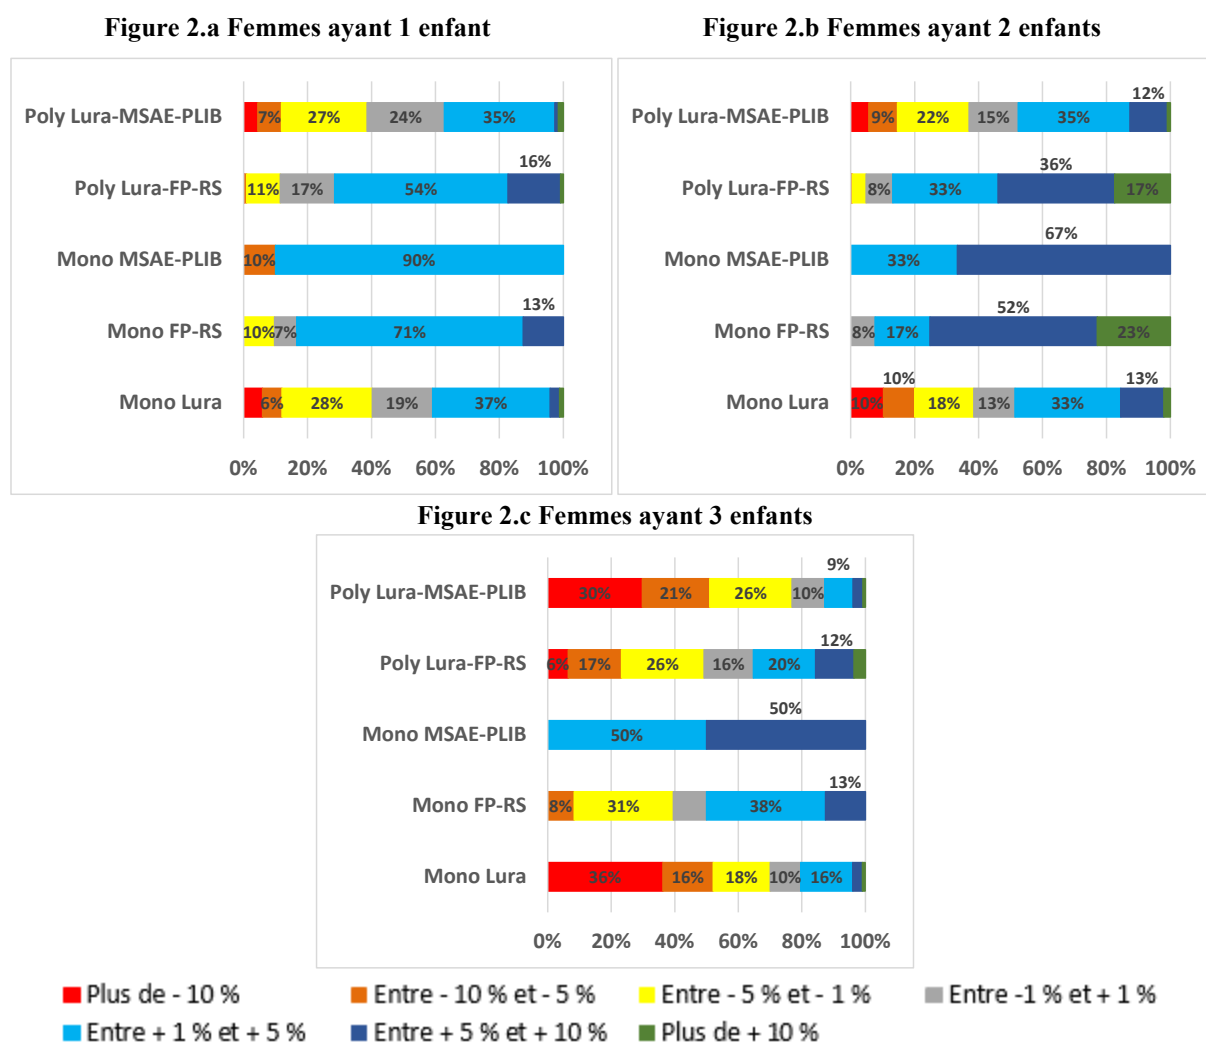 Figure 2.a Femmes ayant 1 enfant
Poly Lura-MSAE-PLIB 7% 27% 24% 35%
16%
Poly Lura-FP-RS 11% 17% 54%
Mono MSAE-PLIB 10% 90%
13%
Mono FP-RS 10% 7% 71%
Mono Lura 6% 28% 19% 37%
0% 20% 40% 60% 80% 100%
Figure 2.b Femmes ayant 2 enfants
12%
Poly Lura-MSAE-PLIB 9% 22% 15% 35%
36%
Poly Lura-FP-RS 8% 33% 17%
67%
Mono MSAE-PLIB 33%
52%
Mono FP-RS 8% 17% 23%
10% 13%
Mono Lura 10% 18% 13% 33%
0% 20% 40% 60% 80% 100%
Figure 2.c Femmes ayant 3 enfants
9%
Poly Lura-MSAE-PLIB 30% 21% 26% 10%
12%
Poly Lura-FP-RS 6% 17% 26% 16% 20%
50%
Mono MSAE-PLIB 50%
13%
Mono FP-RS 8% 31% 38%
Mono Lura 36% 16% 18% 10% 16%
0% 20% 40% 60% 80% 100%
Plus de - 10 % Entre - 10 % et - 5 % Entre - 5 % et - 1 % Entre -1 % et + 1 %
Entre + 1 % et + 5 % Entre + 5 % et + 10 % Plus de + 10 %